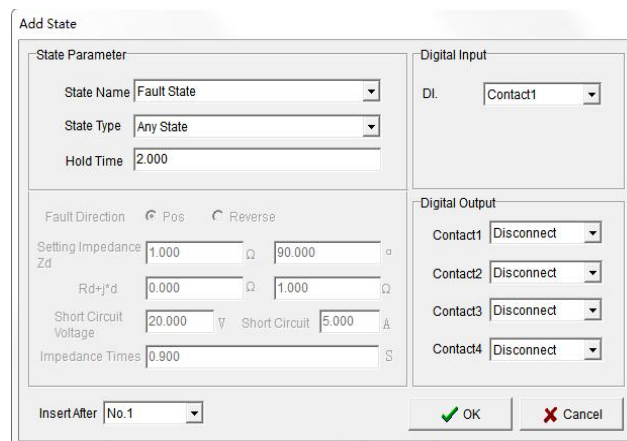 Add State
State Parameter
State Name Fault State
State Type Any State
Hold Time 2.000
Digital Input
DI. Contact1
Fault Direction Pos Reverse
Setting Impedance Zd 1.000 Ω 90.000 °
Rd+j*d 0.000 Ω 1.000 Ω
Short Circuit Voltage 20.000 V Short Circuit 5.000 A
Impedance Times 0.900 S
Digital Output
Contact1 Disconnect
Contact2 Disconnect
Contact3 Disconnect
Contact4 Disconnect
Insert After No.1
OK Cancel